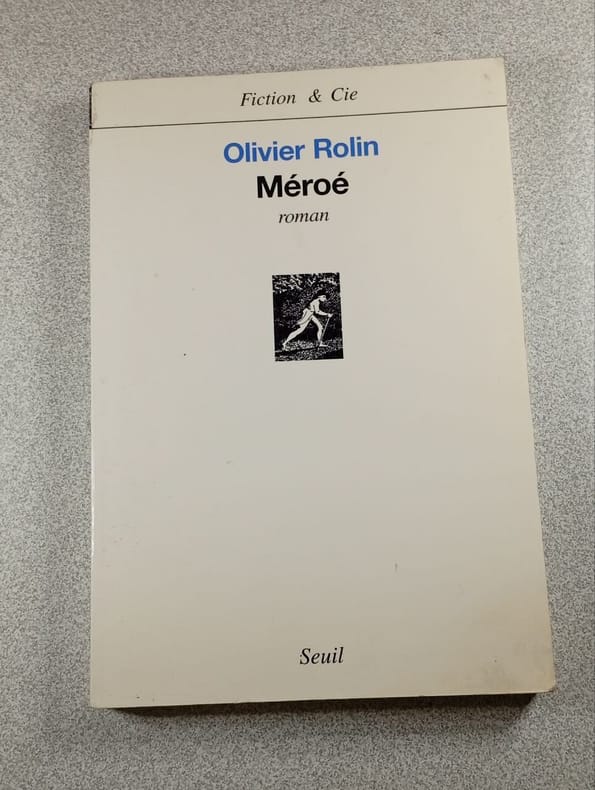 Fiction & Cie
Olivier Rolin
Méroé
roman
Seuil